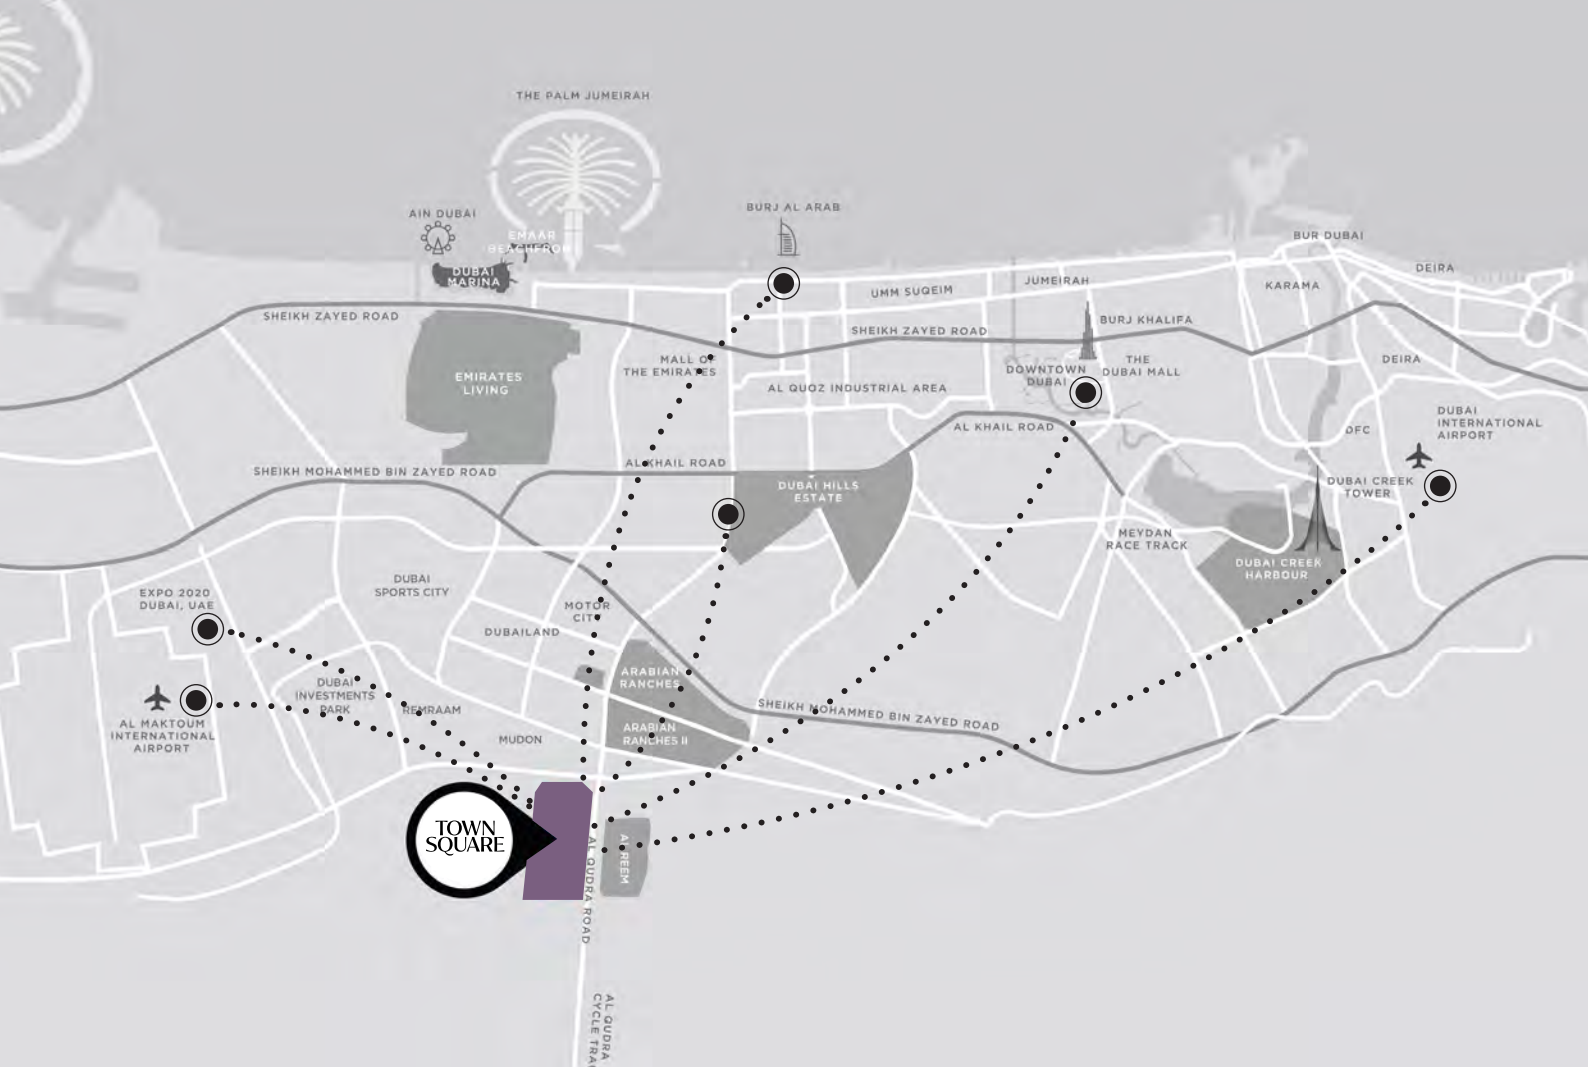 THE PALM JUMEIRAH
AIN DUBAI
EMAAR
BEACHFRONT
DUBAI
MARINA
BURJ AL ARAB
BUR DUBAI
DEIRA
KARAMA
JUMEIRAH
UMM SUQEIM
SHEIKH ZAYED ROAD
SHEIKH ZAYED ROAD
BURJ KHALIFA
MALL OF
THE EMIRATES
EMIRATES
LIVING
AL QUOZ INDUSTRIAL AREA
DOWNTOWN
DUBAI
THE
DUBAI MALL
DEIRA
DUBAI
INTERNATIONAL
AIRPORT
DFC
AL KHAIL ROAD
AL KHAIL ROAD
SHEIKH MOHAMMED BIN ZAYED ROAD
DUBAI HILLS
ESTATE
DUBAI CREEK
TOWER
MEYDAN
RACE TRACK
DUBAI CREEK
HARBOUR
EXPO 2020
DUBAI, UAE
DUBAI
SPORTS CITY
MOTOR
CITY
DUBAILAND
ARABIAN
RANCHES
DUBAI
INVESTMENTS
PARK
REMRAAM
AL MAKTOUM
INTERNATIONAL
AIRPORT
MUDON
ARABIAN
RANCHES II
SHEIKH MOHAMMED BIN ZAYED ROAD
TOWN
SQUARE
AL REEM
AL QUDRA ROAD
AL QUDRA
CYCLE